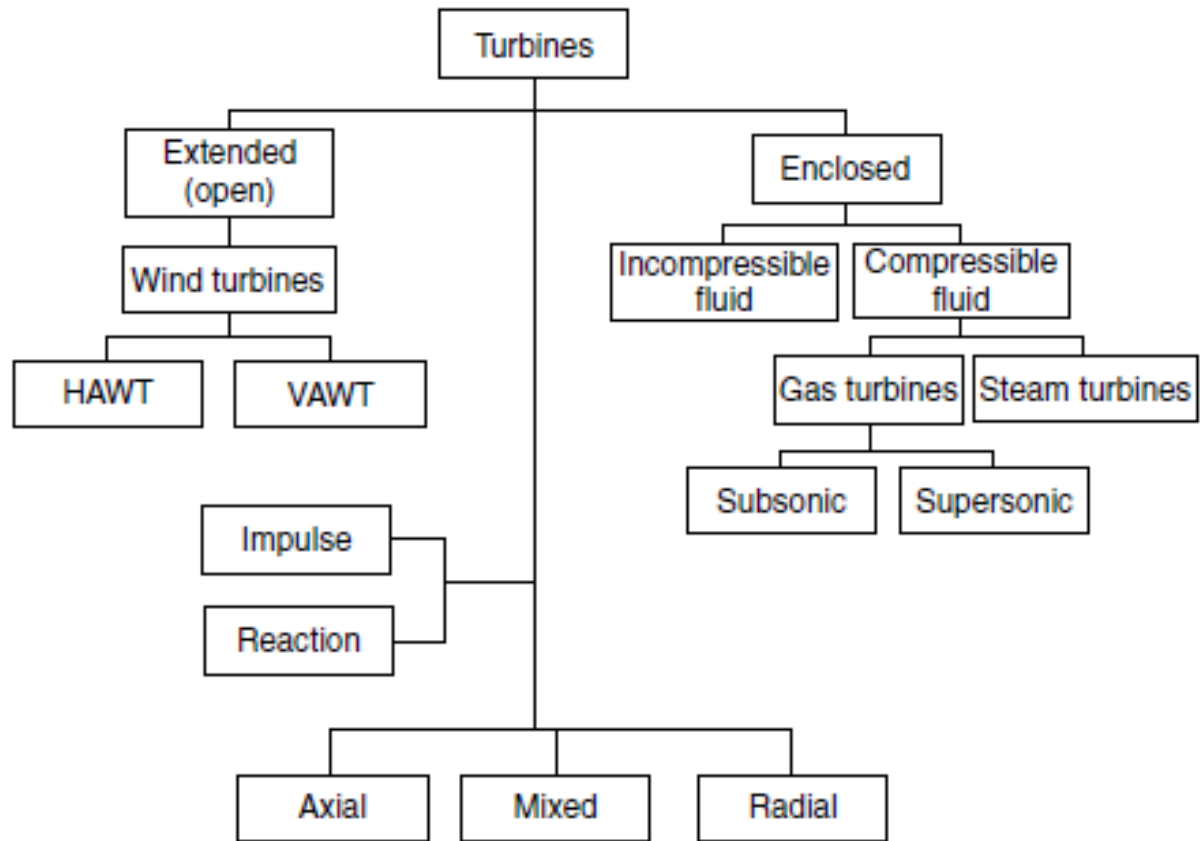 Turbines
Extended
(open)
Enclosed
Wind turbines
Incompressible
fluid
Compressible
fluid
HAWT
VAWT
Gas turbines
Steam turbines
Subsonic
Supersonic
Impulse
Reaction
Axial
Mixed
Radial